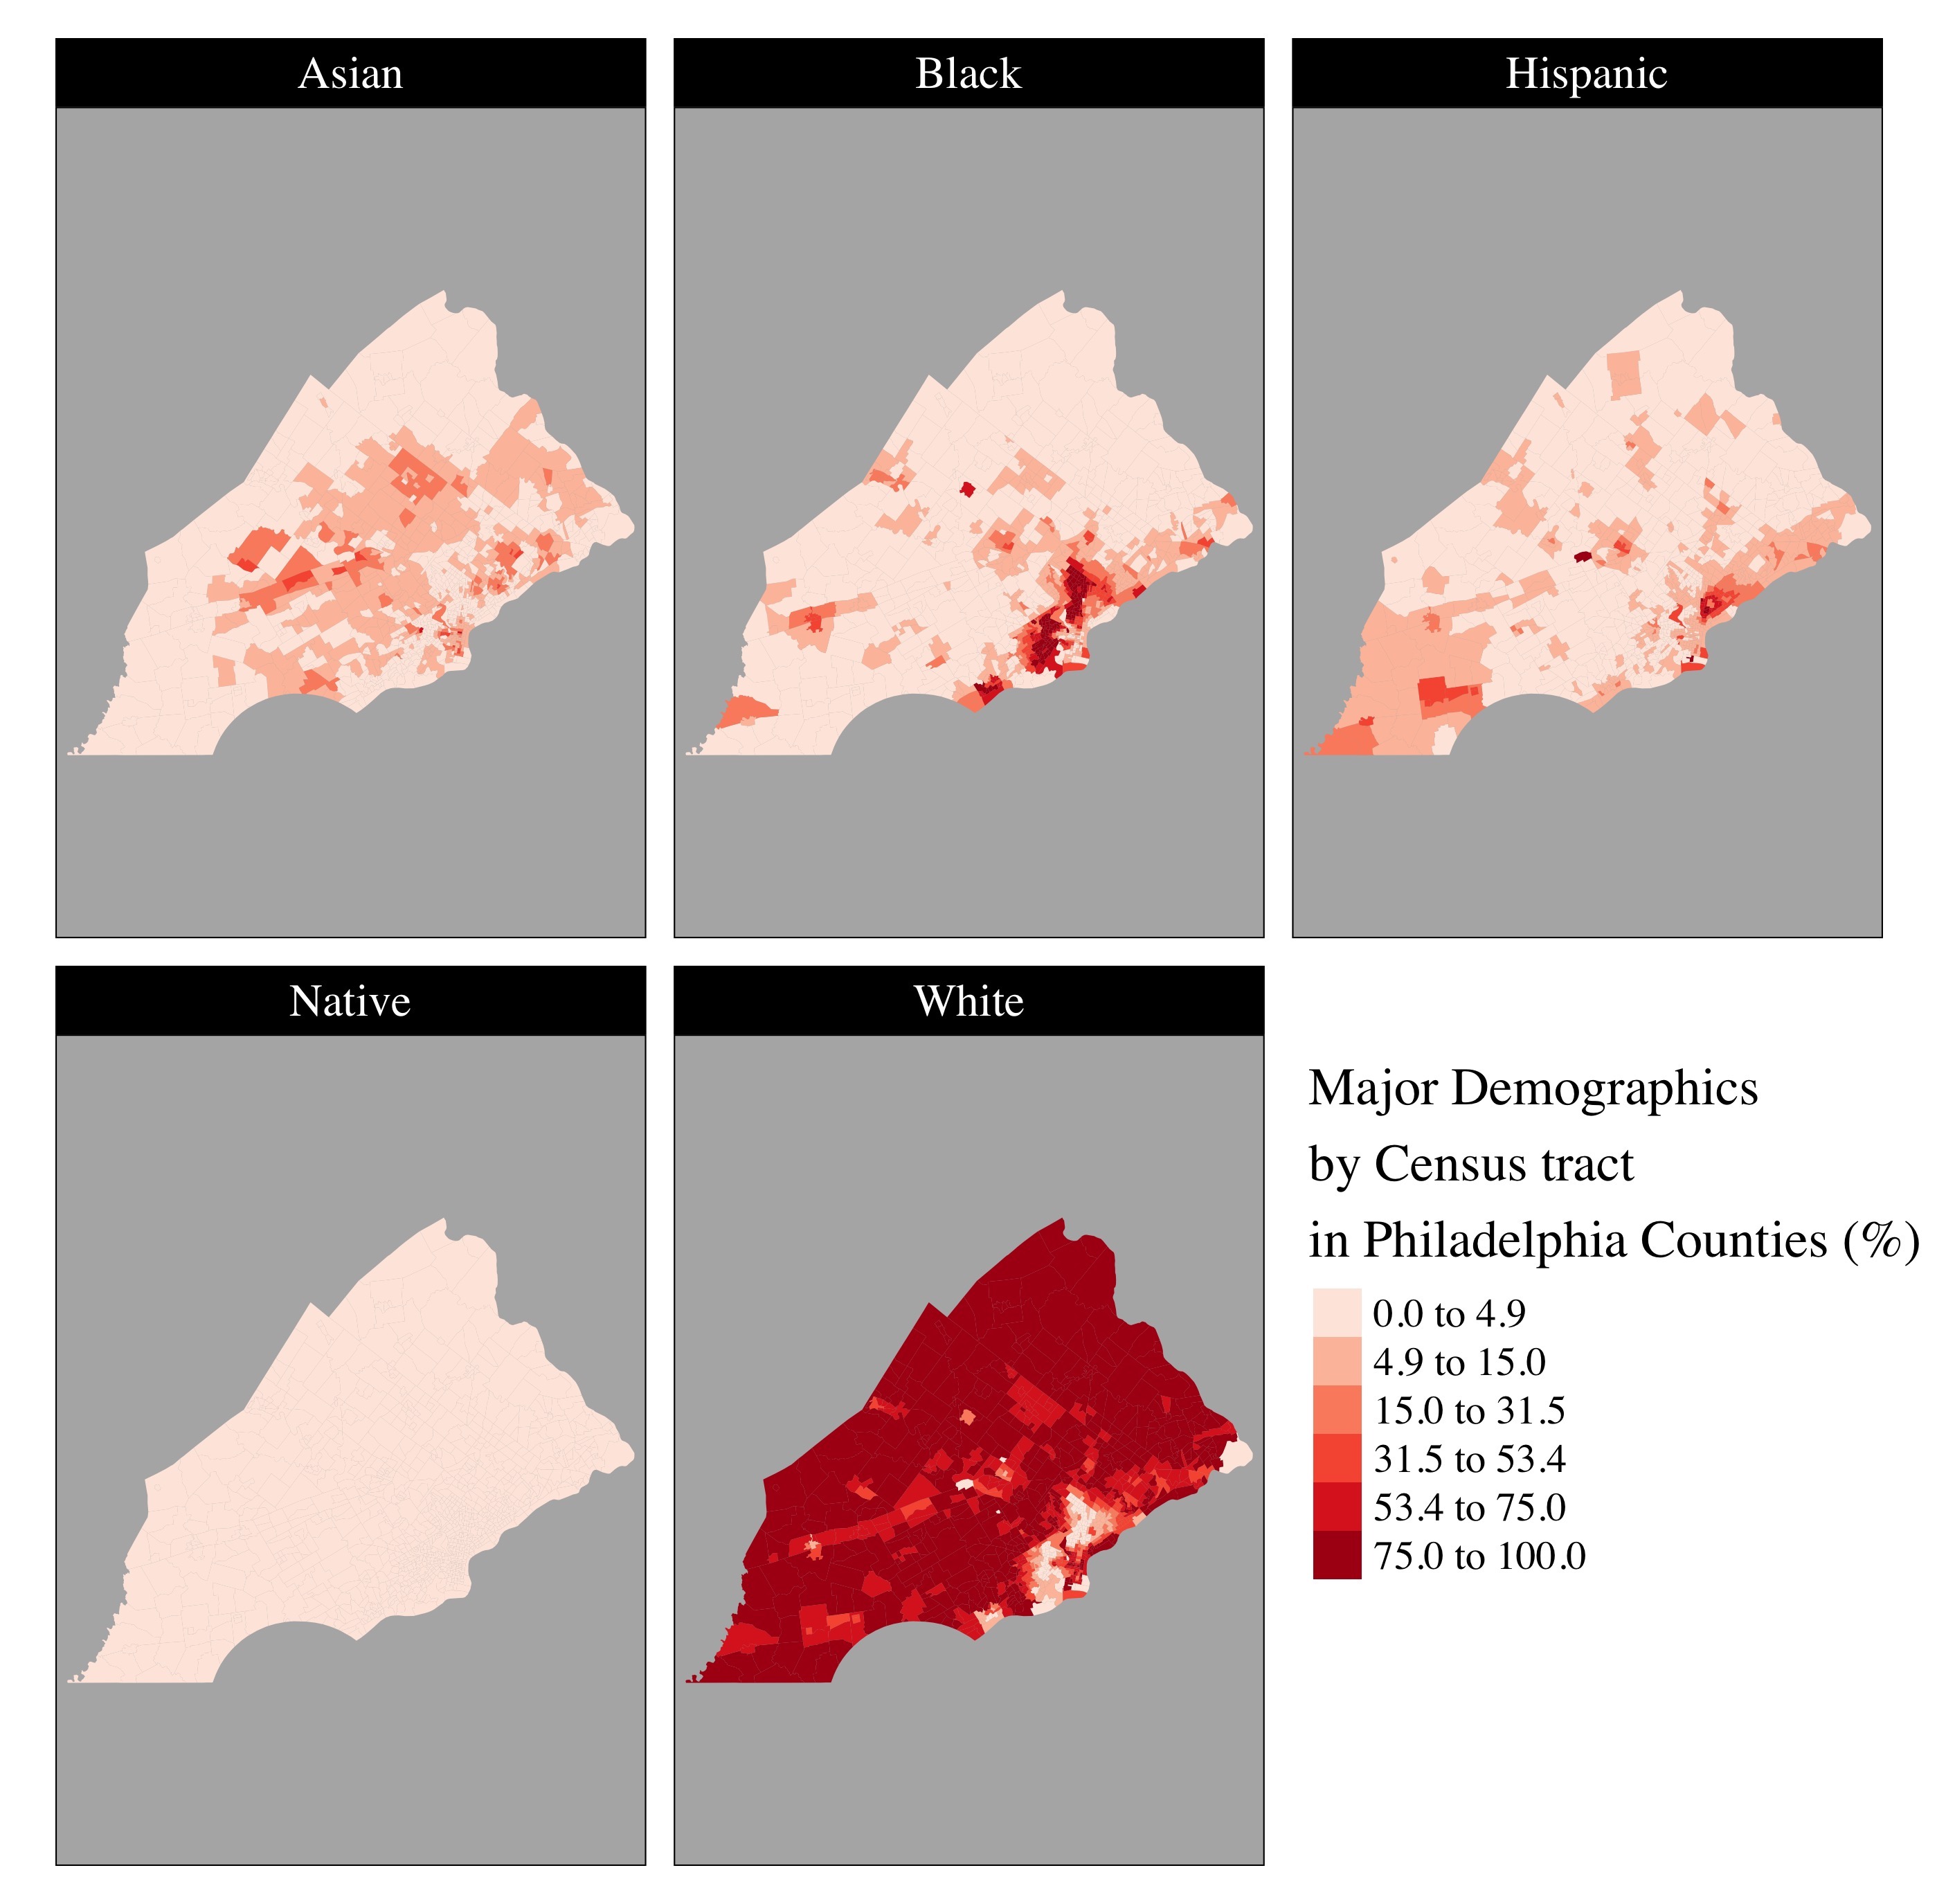 Asian
Black
Hispanic
Native
White
Major Demographics
by Census tract
in Philadelphia Counties (%)
0.0 to 4.9
4.9 to 15.0
15.0 to 31.5
31.5 to 53.4
53.4 to 75.0
75.0 to 100.0